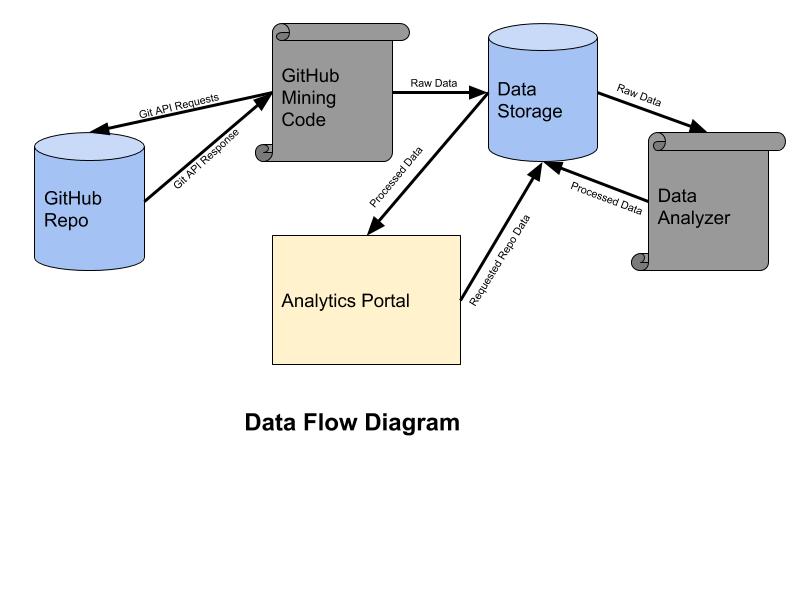 GitHub
Mining
Code
Data
Storage
Raw Data
Raw Data
Git API Requests
Git API Response
GitHub
Repo
Processed Data
Processed Data
Data
Analyzer
Requested Repo Data
Analytics Portal
Data Flow Diagram